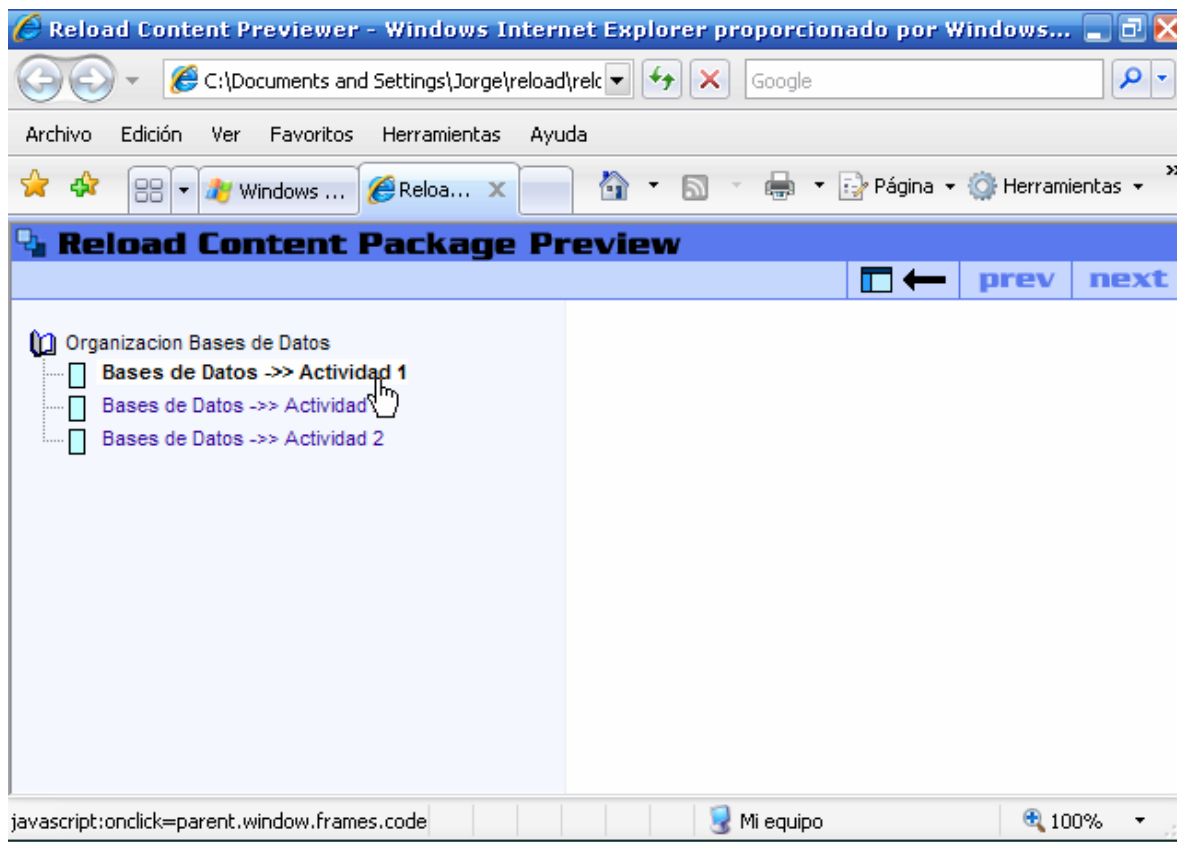 Reload Content Previewer - Windows Internet Explorer proporcionado por Windows...
C:\Documents and Settings\Jorge\reload\relc
Google
Archivo Edición Ver Favoritos Herramientas Ayuda
Windows ... Reloa... X Página Herramientas »
Reload Content Package Preview
prev next
Organizacion Bases de Datos
Bases de Datos ->> Actividad 1
Bases de Datos ->> Actividad
Bases de Datos ->> Actividad 2
javascript:onclick=parent.window.frames.code Mi equipo 100%